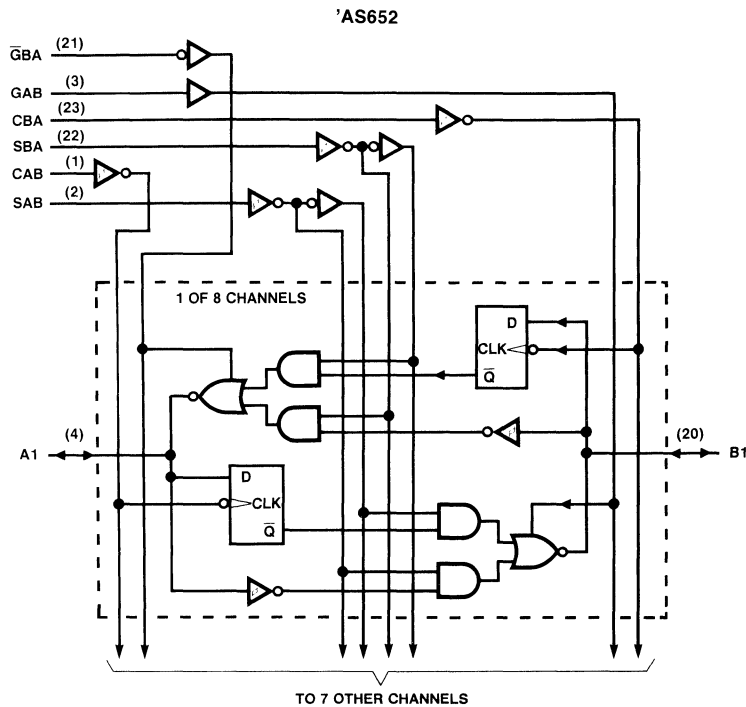 'AS652
G̅BA (21)
GAB (3)
CBA (23)
SBA (22)
CAB (1)
SAB (2)
1 OF 8 CHANNELS
D
CLK
Q̅
A1 (4)
(20) B1
D
CLK
Q̅
TO 7 OTHER CHANNELS